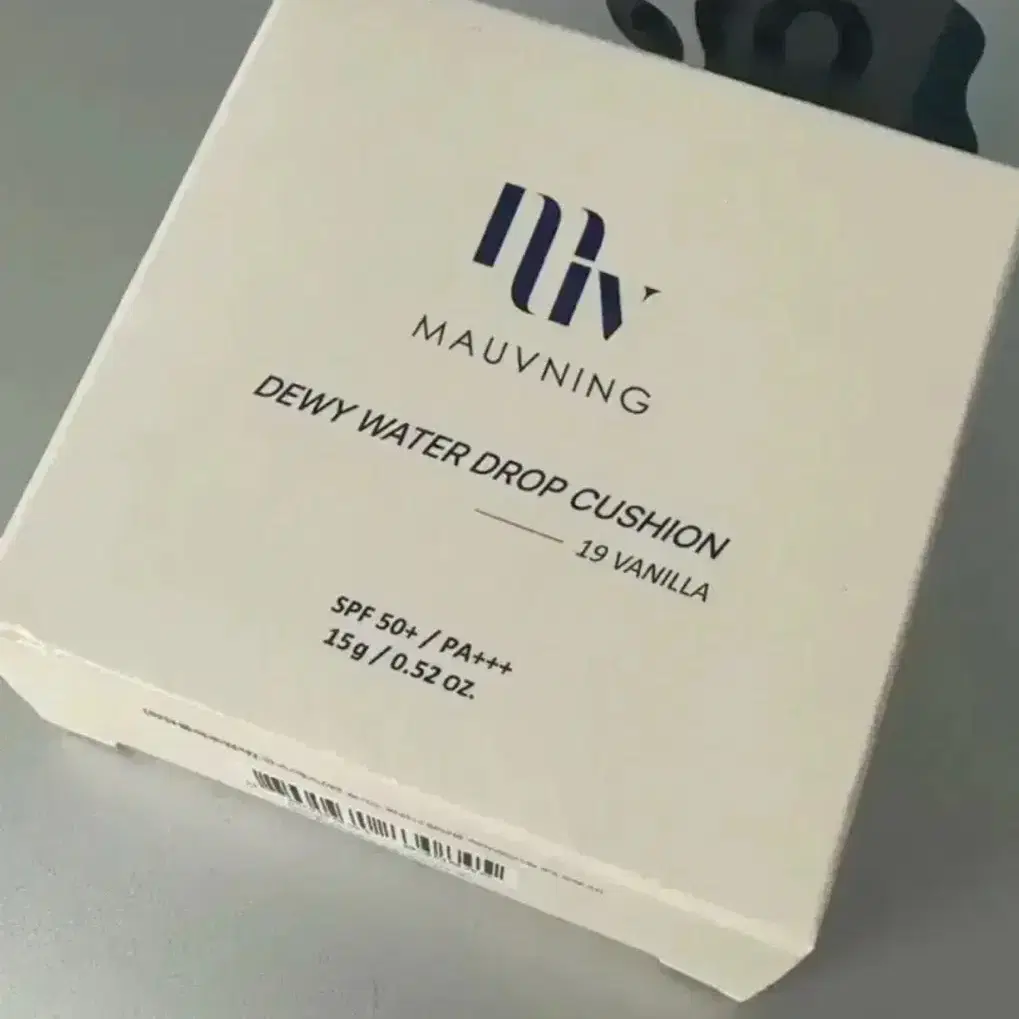 MAUVNING
DEWY WATER DROP CUSHION
19 VANILLA
SPF 50+ / PA+++
15g / 0.52 OZ.